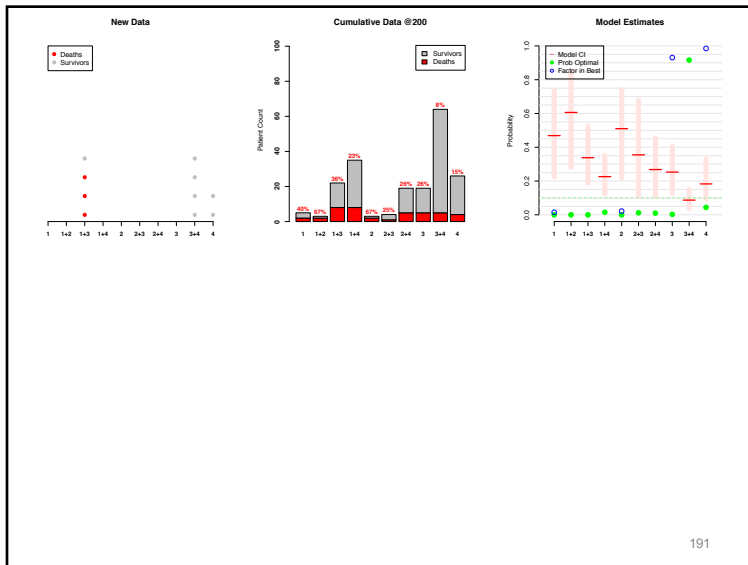 New Data
Deaths
Survivors
1 1+2 1+3 1+4 2 2+3 2+4 3 3+4 4
Cumulative Data @200
Survivors
Deaths
Patient Count
100
80
60
40
20
0
40% 67% 36% 23% 67% 25% 26% 26% 8% 15%
1 1+2 1+3 1+4 2 2+3 2+4 3 3+4 4
Model Estimates
Model CI
Prob Optimal
Factor in Best
Probability
1.0
0.8
0.6
0.4
0.2
0.0
1 1+2 1+3 1+4 2 2+3 2+4 3 3+4 4
191